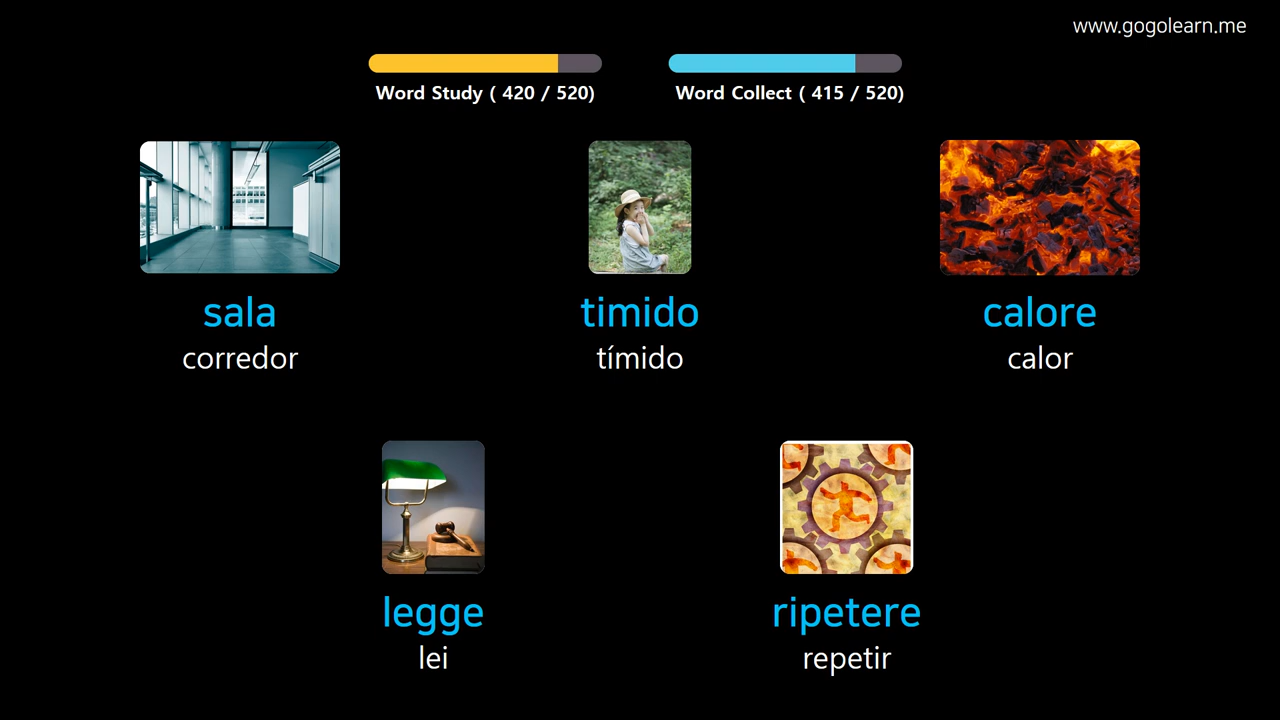 www.gogolearn.me
Word Study ( 420 / 520)
Word Collect ( 415 / 520)
sala
corredor
timido
tímido
calore
calor
legge
lei
ripetere
repetir